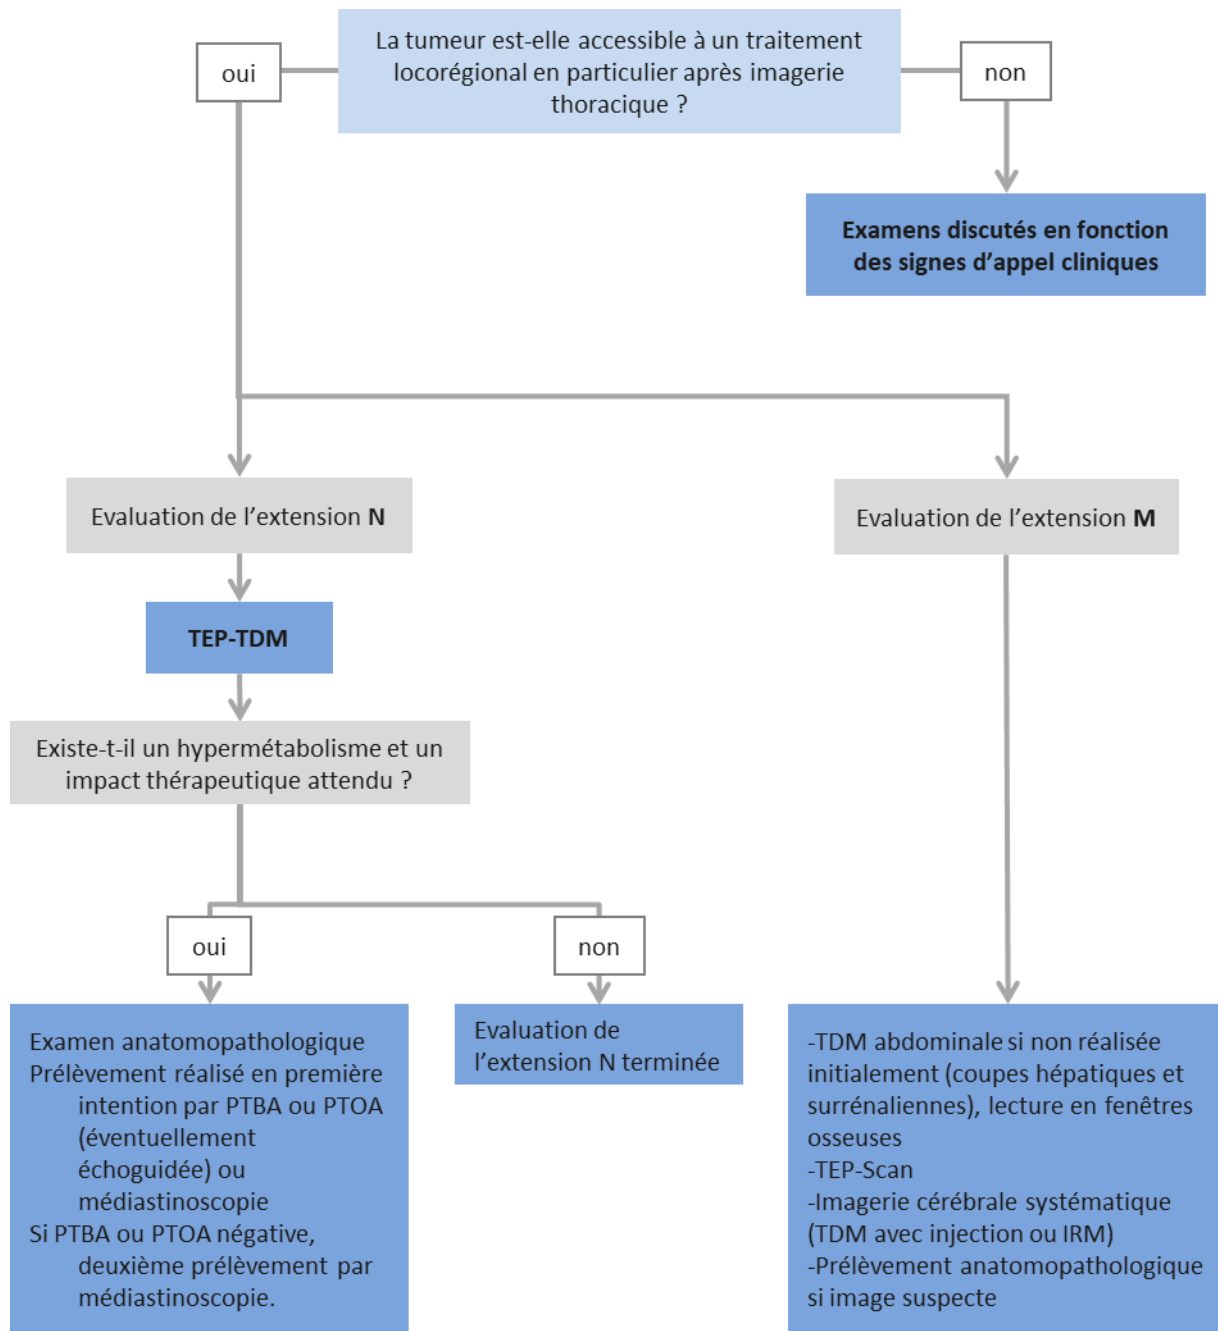 La tumeur est-elle accessible à un traitement
locorégional en particulier après imagerie
thoracique ?
oui
non
Examens discutés en fonction
des signes d’appel cliniques
Evaluation de l’extension N
Evaluation de l’extension M
TEP-TDM
Existe-t-il un hypermétabolisme et un
impact thérapeutique attendu ?
oui
non
Examen anatomopathologique
Prélèvement réalisé en première
intention par PTBA ou PTOA
(éventuellement
échoguidée) ou
médiastinoscopie
Si PTBA ou PTOA négative,
deuxième prélèvement par
médiastinoscopie.
Evaluation de
l’extension N terminée
-TDM abdominale si non réalisée
initialement (coupes hépatiques et
surrénaliennes), lecture en fenêtres
osseuses
-TEP-Scan
-Imagerie cérébrale systématique
(TDM avec injection ou IRM)
-Prélèvement anatomopathologique
si image suspecte